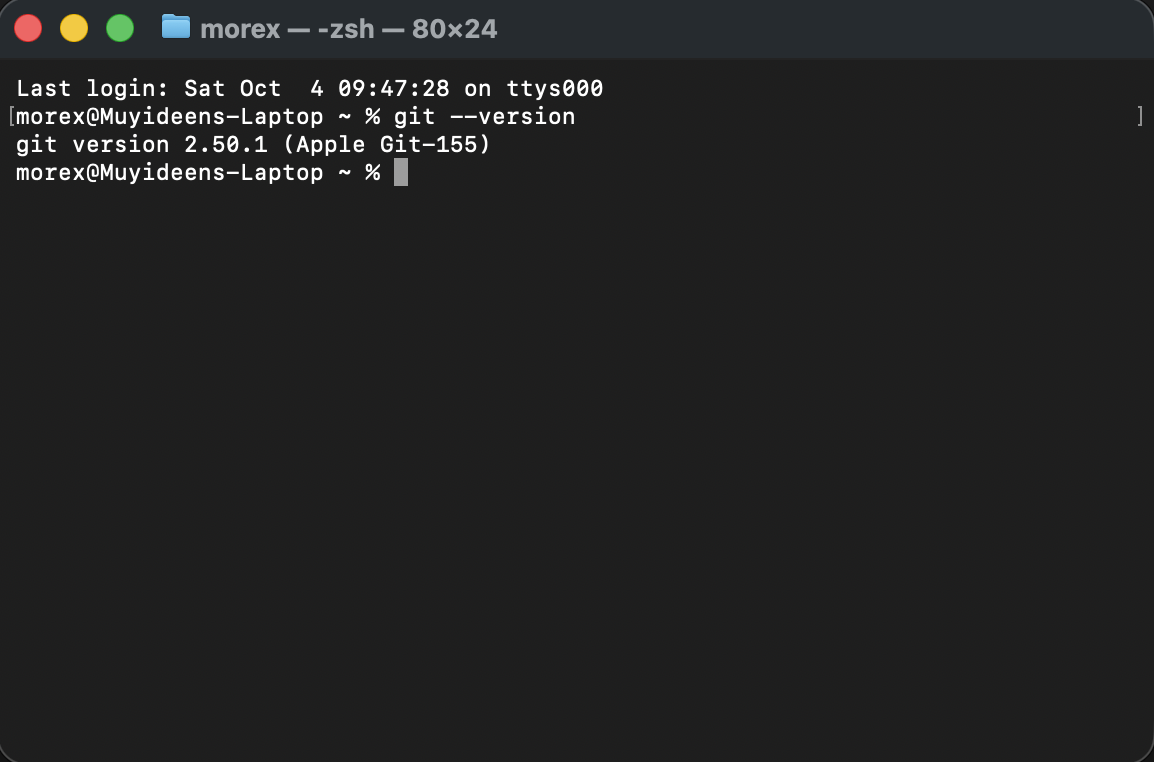 morex — -zsh — 80×24
Last login: Sat Oct  4 09:47:28 on ttys000
[morex@Muyideens-Laptop ~ % git --version ]
git version 2.50.1 (Apple Git-155)
morex@Muyideens-Laptop ~ %